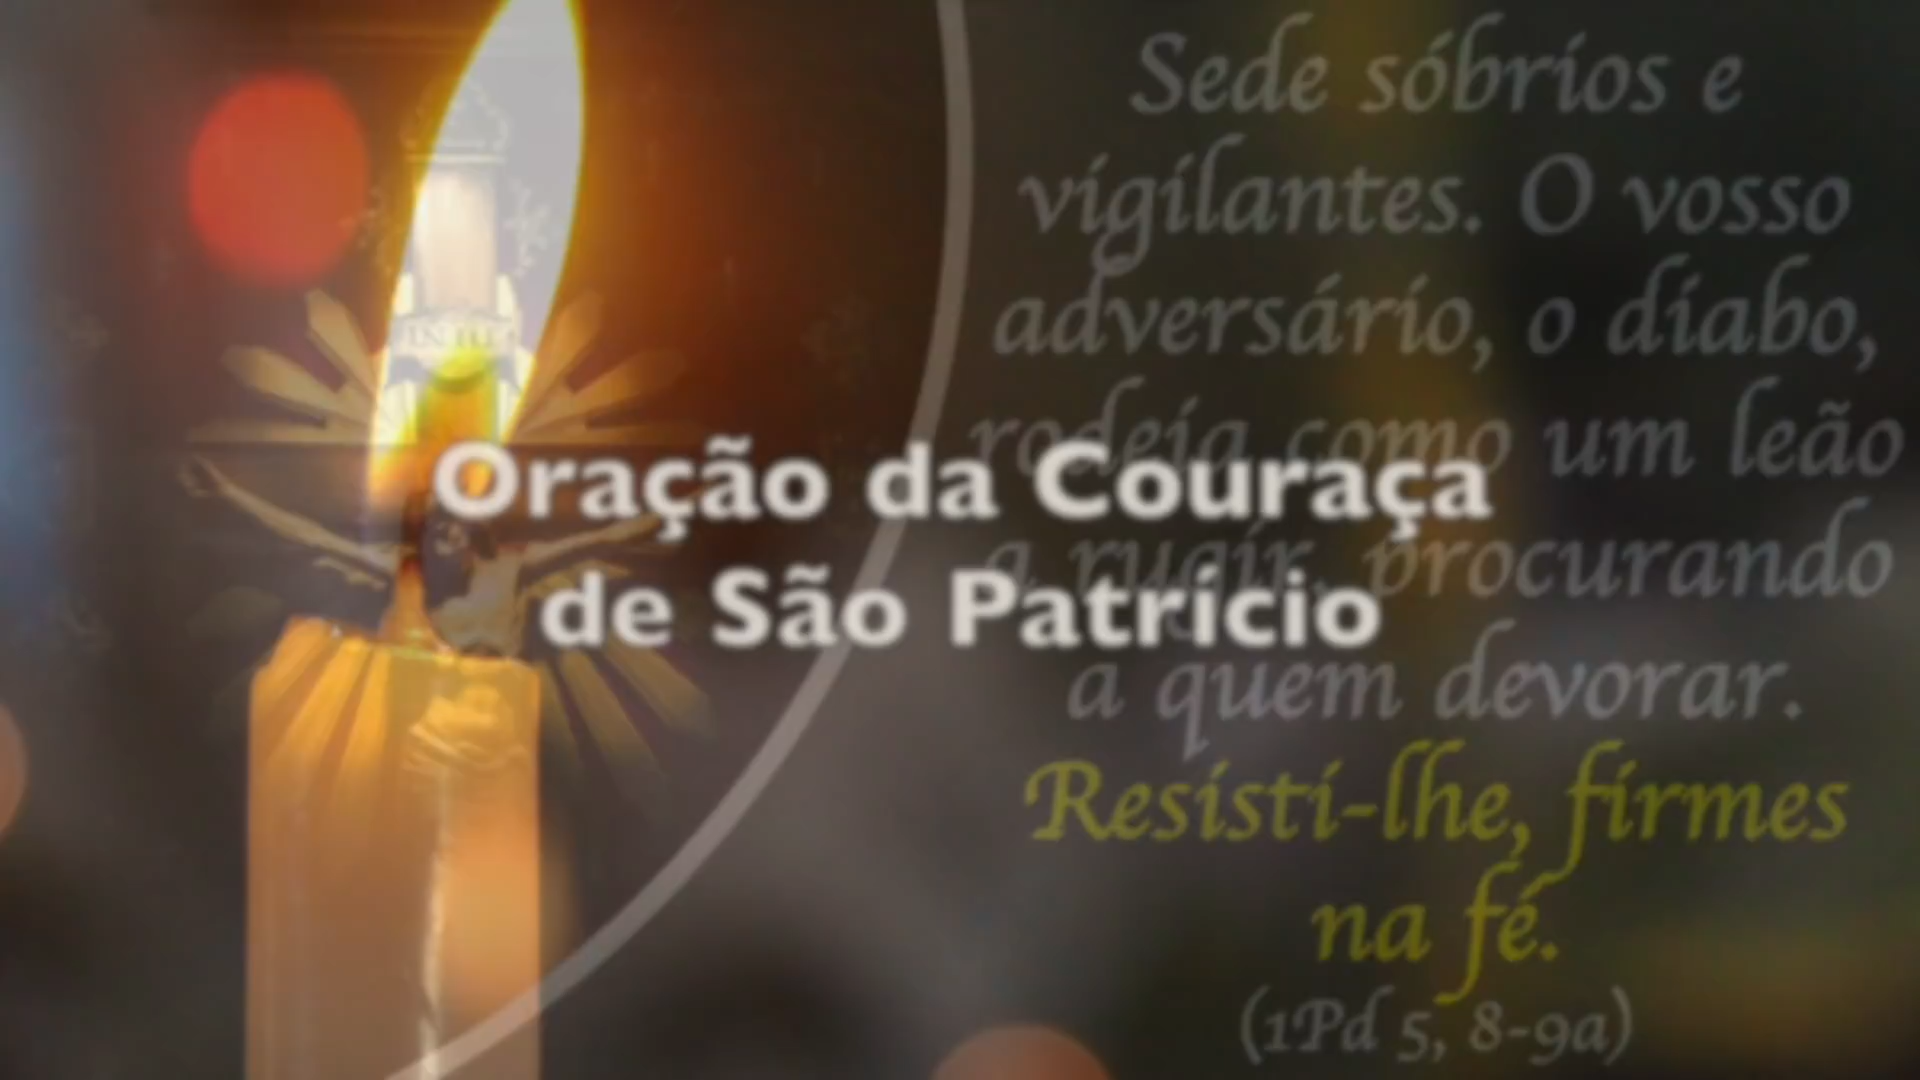 Sede sóbrios e
vigilantes. O vosso
adversário, o diabo,
rodeia como um leão
a rugir, procurando
a quem devorar.
Resisti-lhe, firmes
na fé.
(1Pd 5, 8-9a)
Oração da Couraça
de São Patrício